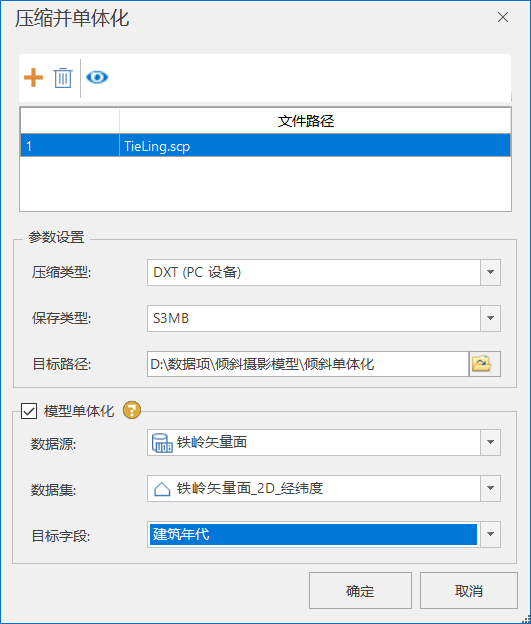 压缩并单体化
文件路径
1 TieLing.scp
参数设置
压缩类型: DXT (PC 设备)
保存类型: S3MB
目标路径: D:\数据项\倾斜摄影模型\倾斜单体化
模型单体化 ?
数据源: 铁岭矢量面
数据集: 铁岭矢量面_2D_经纬度
目标字段: 建筑年代
确定 取消